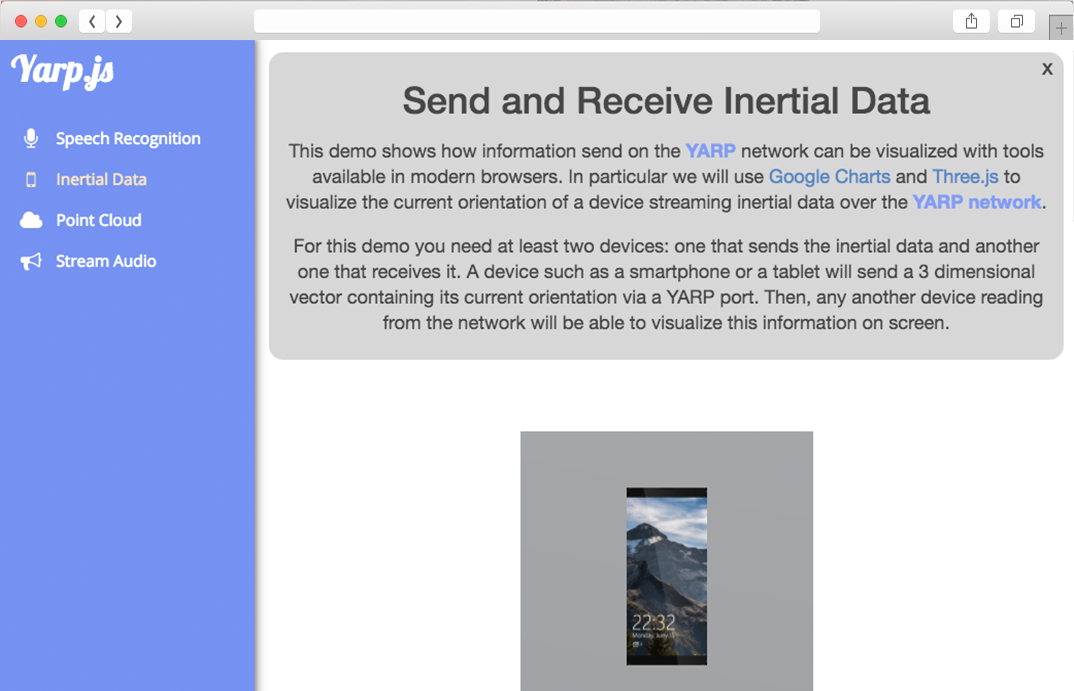 Yarp.js
Speech Recognition
Inertial Data
Point Cloud
Stream Audio
x
Send and Receive Inertial Data
This demo shows how information send on the YARP network can be visualized with tools
available in modern browsers. In particular we will use Google Charts and Three.js to
visualize the current orientation of a device streaming inertial data over the YARP network.
For this demo you need at least two devices: one that sends the inertial data and another
one that receives it. A device such as a smartphone or a tablet will send a 3 dimensional
vector containing its current orientation via a YARP port. Then, any another device reading
from the network will be able to visualize this information on screen.
22:32
Monday, June